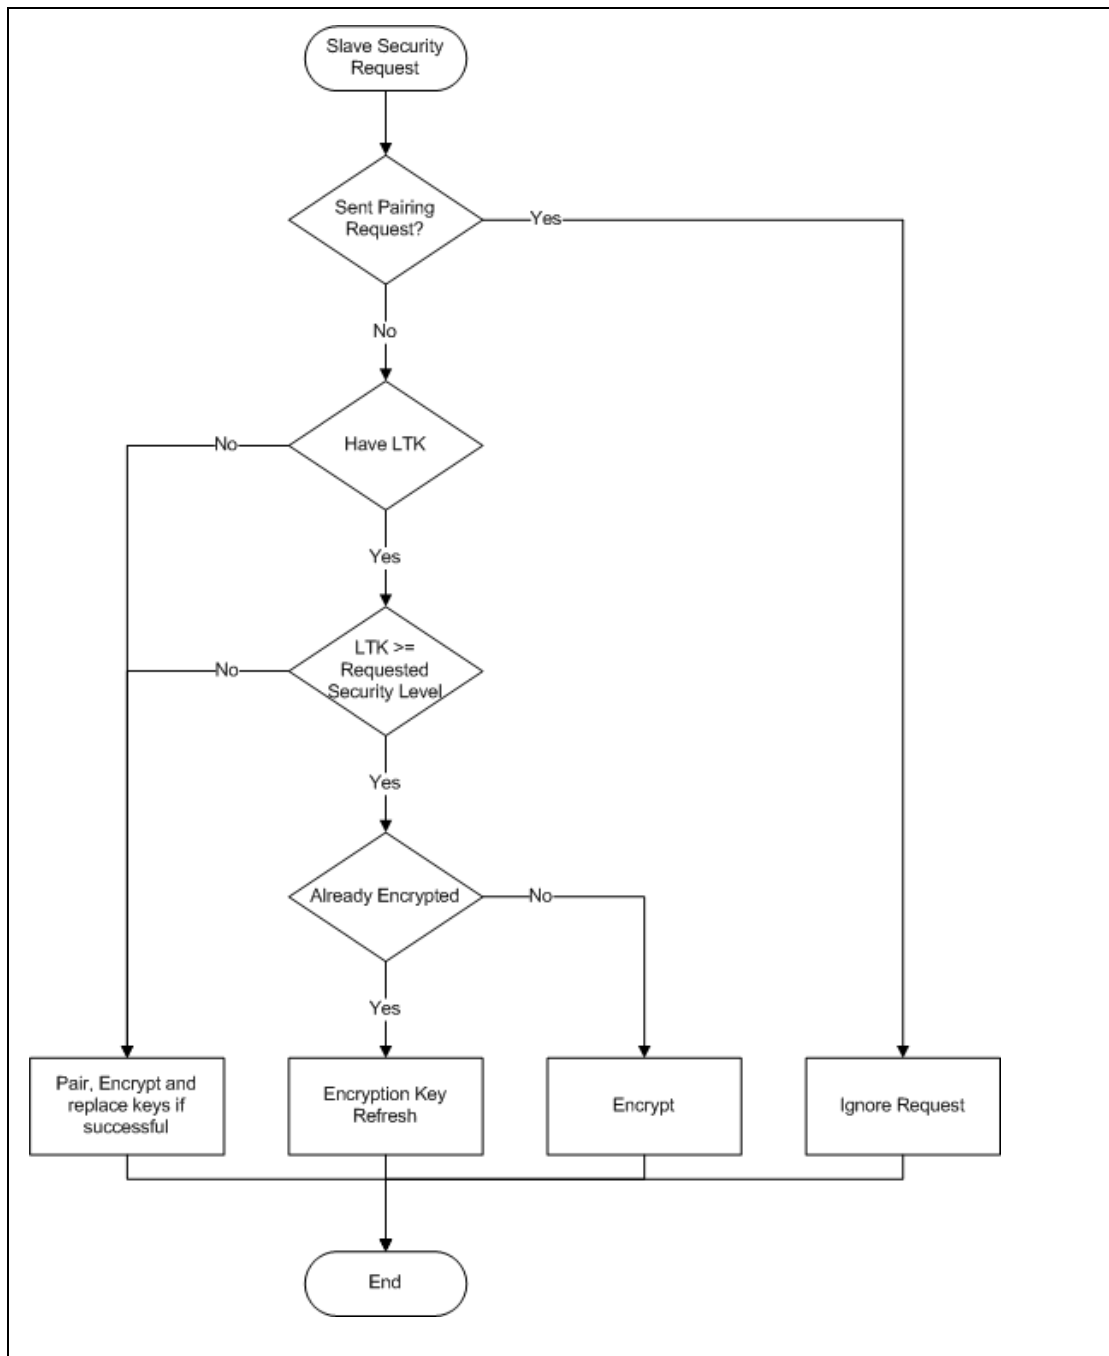 Slave Security
Request
Sent Pairing
Request?
Yes
No
Have LTK
No
Yes
LTK >=
Requested
Security Level
No
Yes
Already Encrypted
No
Yes
Pair, Encrypt and
replace keys if
successful
Encryption Key
Refresh
Encrypt
Ignore Request
End